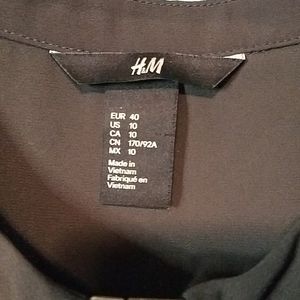 H&M
EUR 40
US 10
CA 10
CN 170/92A
MX 10
Made in
Vietnam
Fabriqué en
Vietnam